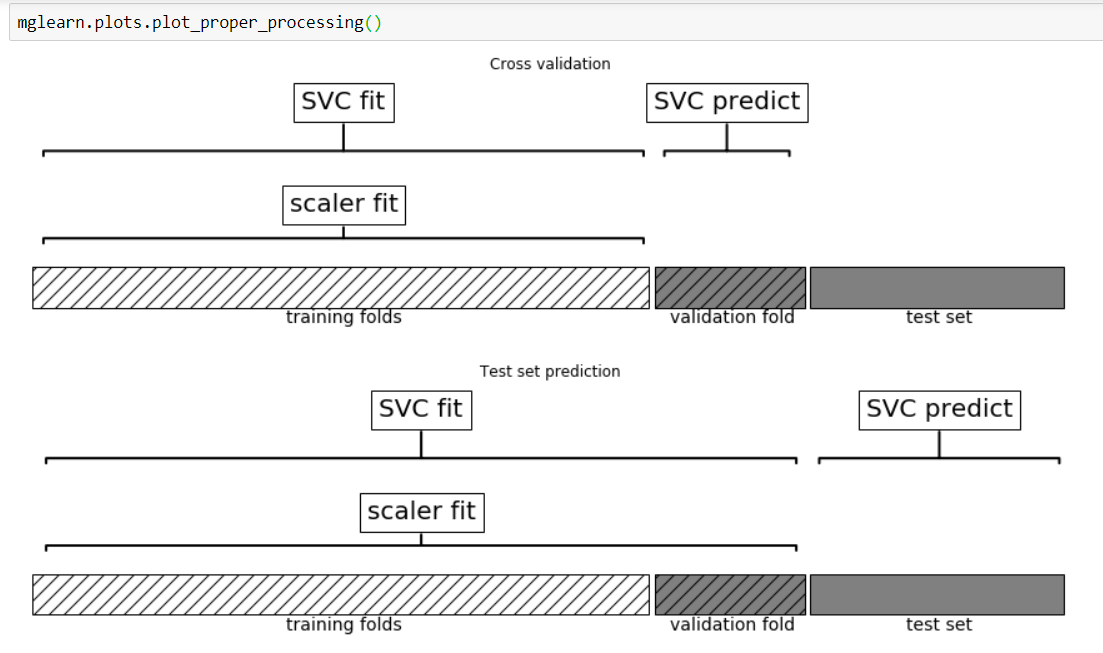 mglearn.plots.plot_proper_processing()
Cross validation
SVC fit
SVC predict
scaler fit
training folds
validation fold
test set
Test set prediction
SVC fit
SVC predict
scaler fit
training folds
validation fold
test set